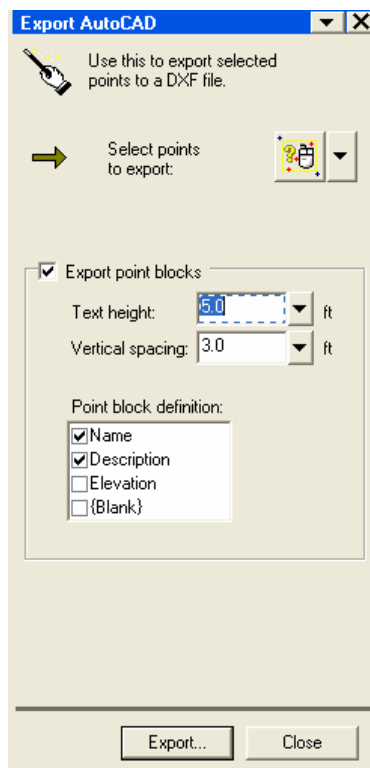 Export AutoCAD
Use this to export selected
points to a DXF file.
Select points
to export:
Export point blocks
Text height: 5.0 ft
Vertical spacing: 3.0 ft
Point block definition:
Name
Description
Elevation
{Blank}
Export... Close